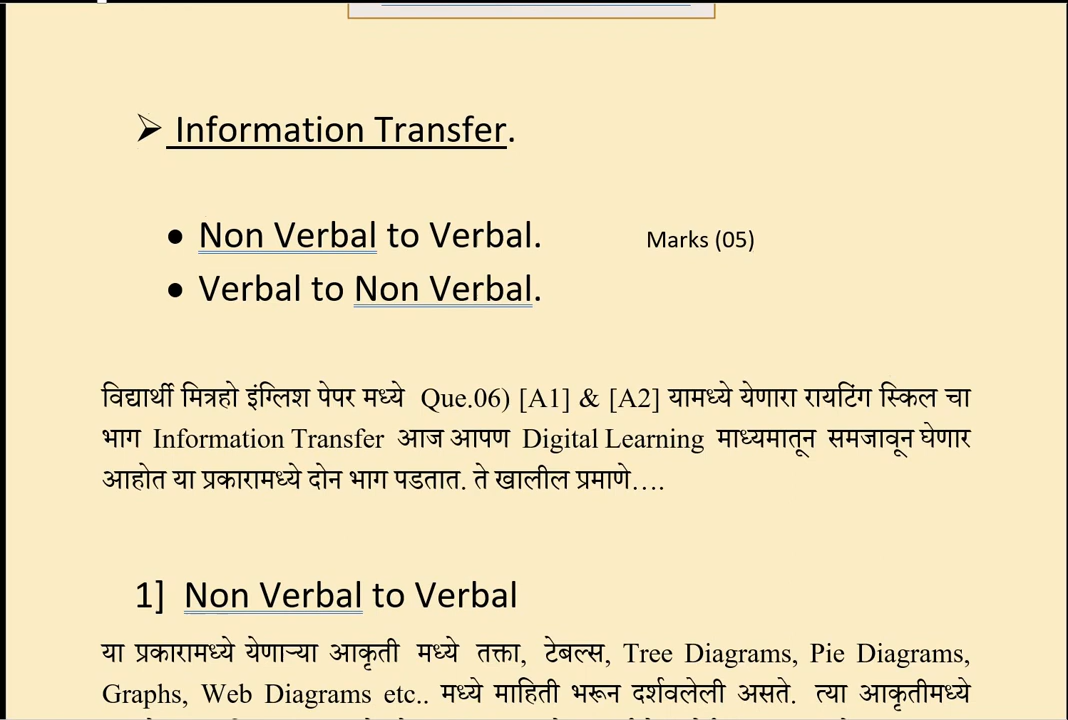 ➢ Information Transfer.
• Non Verbal to Verbal. Marks (05)
• Verbal to Non Verbal.
विद्यार्थी मित्रहो इंग्लिश पेपर मध्ये Que.06) [A1] & [A2] यामध्ये येणारा रायटिंग स्किल चा
भाग Information Transfer आज आपण Digital Learning माध्यमातून समजावून घेणार
आहोत या प्रकारामध्ये दोन भाग पडतात. ते खालील प्रमाणे….
1] Non Verbal to Verbal
या प्रकारामध्ये येणाऱ्या आकृती मध्ये तक्ता, टेबल्स, Tree Diagrams, Pie Diagrams,
Graphs, Web Diagrams etc.. मध्ये माहिती भरून दर्शवलेली असते. त्या आकृतीमध्ये